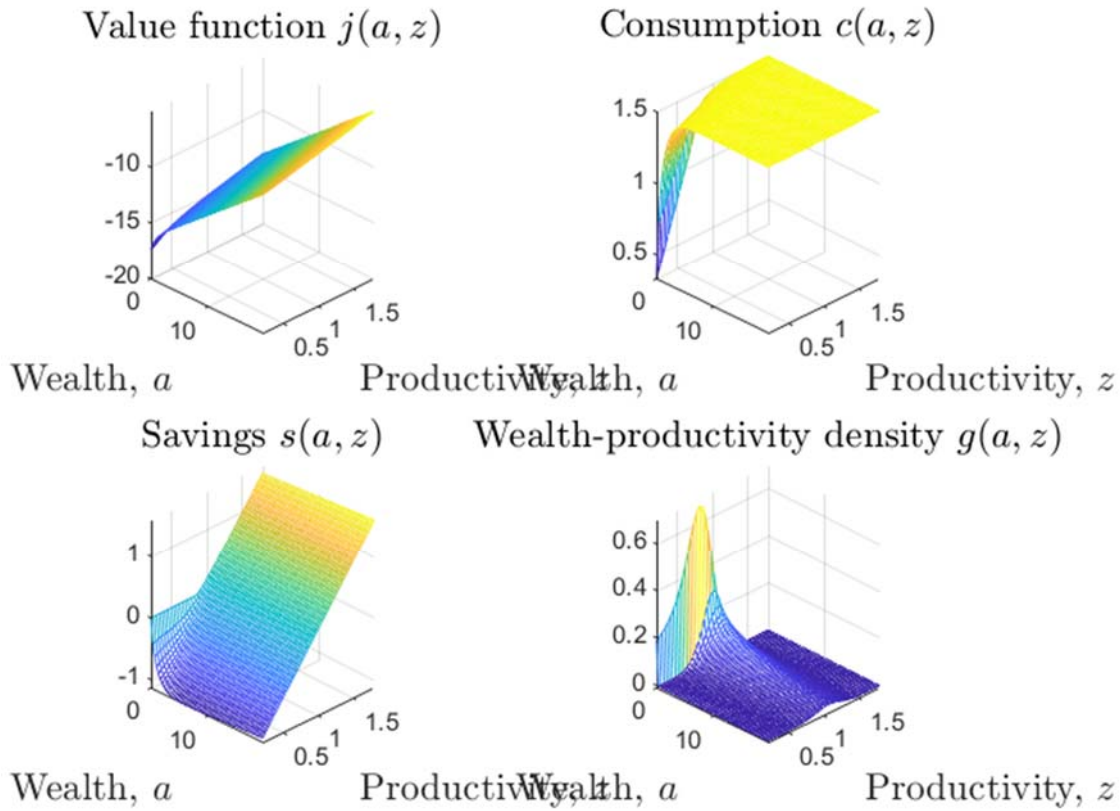 Value function j(a, z)
-10
-15
-20
0
10
0.5
1
1.5
Wealth, a
Productivity, z
Consumption c(a, z)
1.5
1
0.5
0
10
0.5
1
1.5
Wealth, a
Productivity, z
Savings s(a, z)
1
0
-1
0
10
0.5
1
1.5
Wealth, a
Productivity, z
Wealth-productivity density g(a, z)
0.6
0.4
0.2
0
0
10
0.5
1
1.5
Wealth, a
Productivity, z